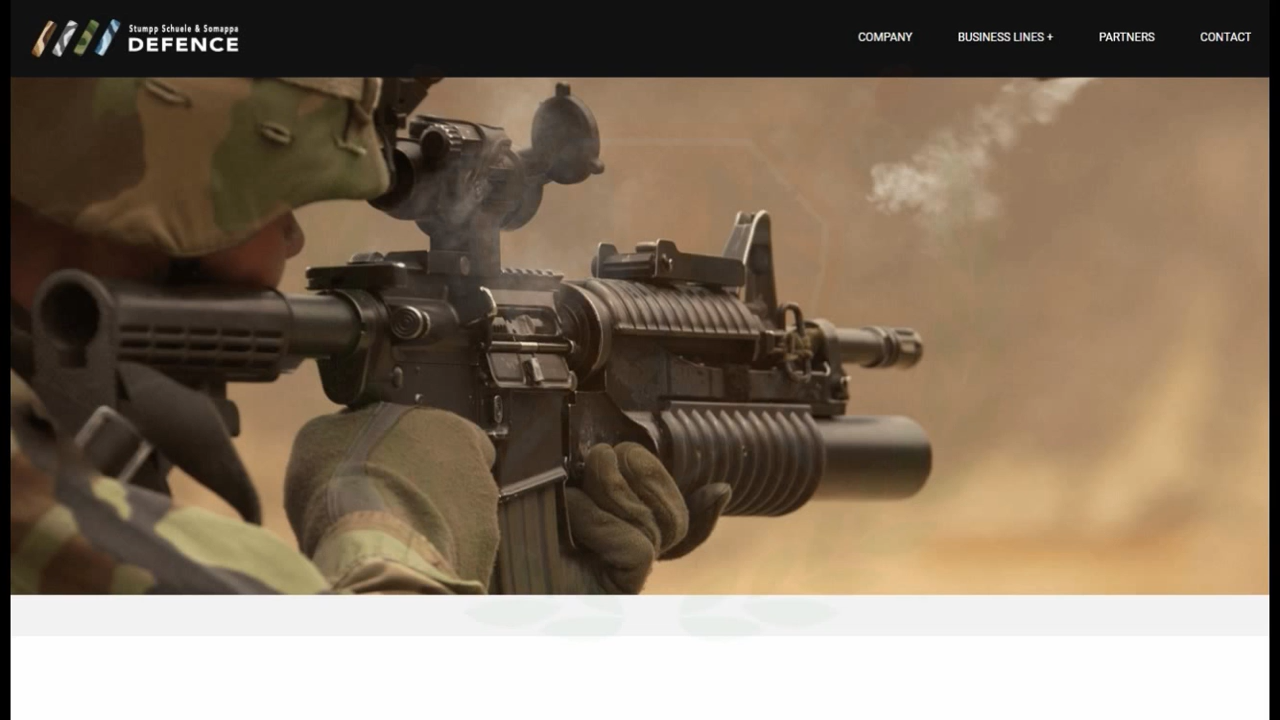 Stumpp Schuele & Somappa
DEFENCE
COMPANY
BUSINESS LINES +
PARTNERS
CONTACT